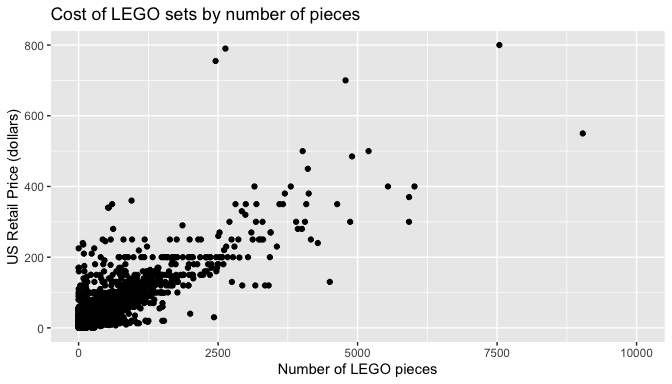 Cost of LEGO sets by number of pieces
800
600
400
200
0
US Retail Price (dollars)
0 2500 5000 7500 10000
Number of LEGO pieces